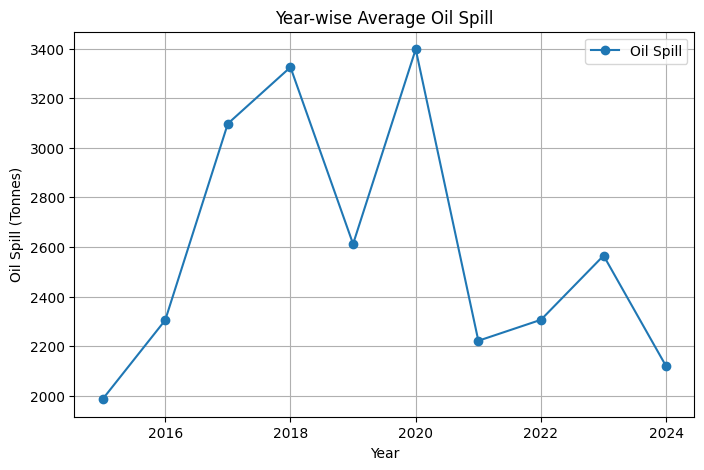 Year-wise Average Oil Spill
Oil Spill
3400
3200
3000
2800
2600
2400
2200
2000
Oil Spill (Tonnes)
2016 2018 2020 2022 2024
Year